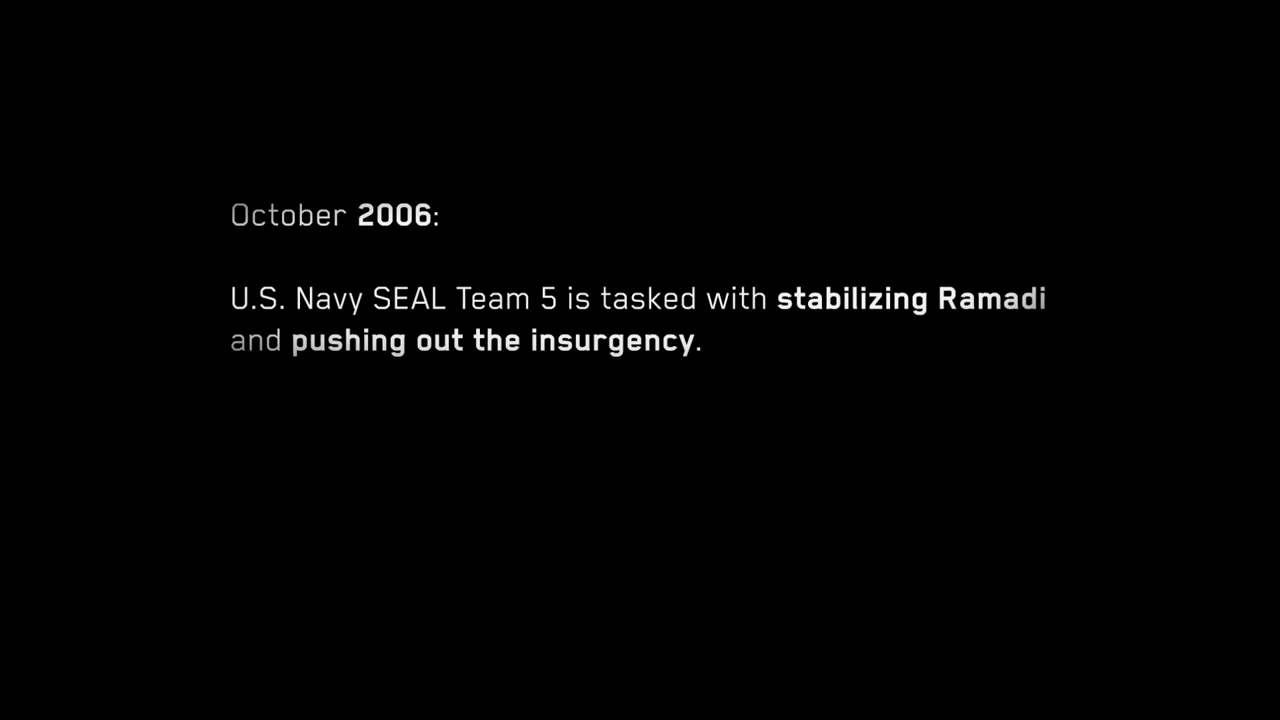 October 2006:
U.S. Navy SEAL Team 5 is tasked with stabilizing Ramadi
and pushing out the insurgency.